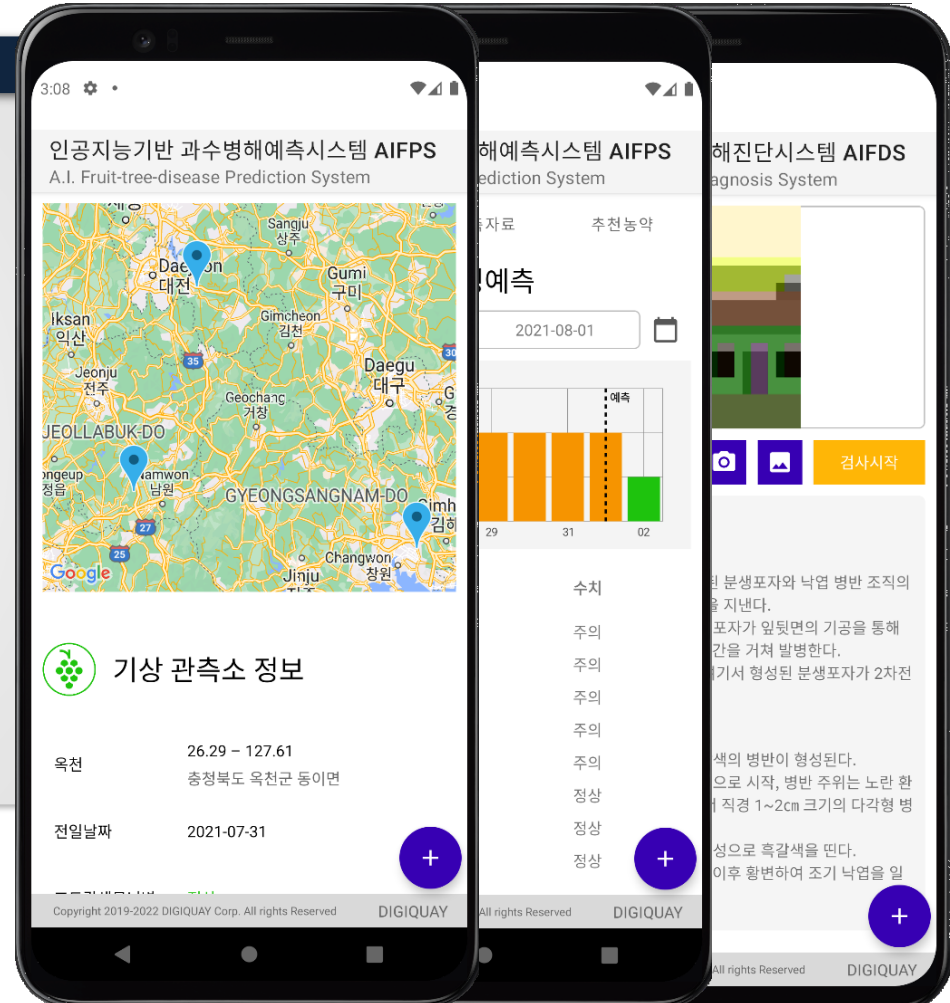 3:08
인공지능기반 과수병해예측시스템 AIFPS
A.I. Fruit-tree-disease Prediction System
Sangju
상주
대전
Gumi
구미
Iksan
익산
Gimcheon
김천
35
30
Jeonju
전주
Daegu
대구
Geochang
거창
JEOLLABUK-DO
정읍
남원
GYEONGSANGNAM-DO
27
25
Changwon
창원
Jinju
Google
기상 관측소 정보
옥천
26.29 – 127.61
충청북도 옥천군 동이면
전일날짜
2021-07-31
+
Copyright 2019-2022 DIGIQUAY Corp. All rights Reserved
DIGIQUAY
해예측시스템 AIFPS
ediction System
자료
추천농약
예측
2021-08-01
예측
29
31
02
수치
주의
주의
주의
주의
주의
정상
정상
정상
+
All rights Reserved
DIGIQUAY
해진단시스템 AIFDS
agnosis System
검사시작
분생포자와 낙엽 병반 조직의
지낸다.
포자가 잎뒷면의 기공을 통해
간을 거쳐 발병한다.
기서 형성된 분생포자가 2차전
색의 병반이 형성된다.
으로 시작, 병반 주위는 노란 환
직경 1~2㎝ 크기의 다각형 병
성으로 흑갈색을 띤다.
이후 황변하여 조기 낙엽을 일
+
All rights Reserved
DIGIQUAY